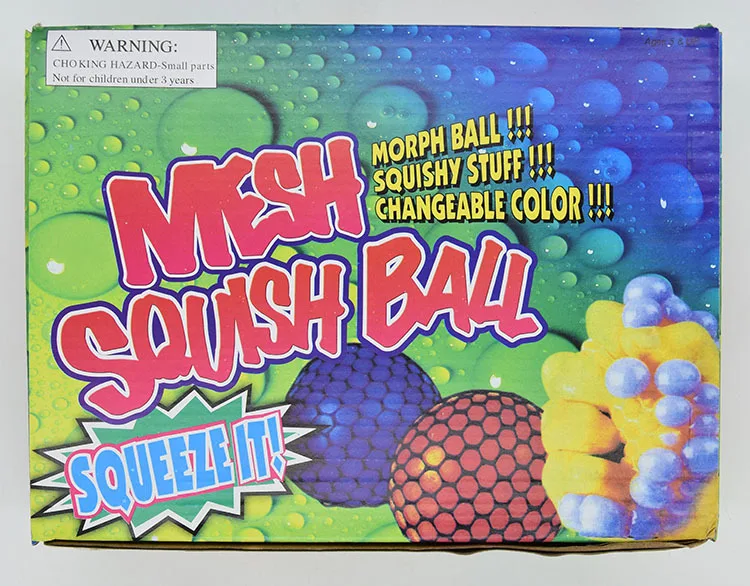 WARNING:
CHOKING HAZARD-Small parts
Not for children under 3 years
MORPH BALL !!!
SQUISHY STUFF !!!
CHANGEABLE COLOR !!!
MESH
SQUISH BALL
SQUEEZE IT!